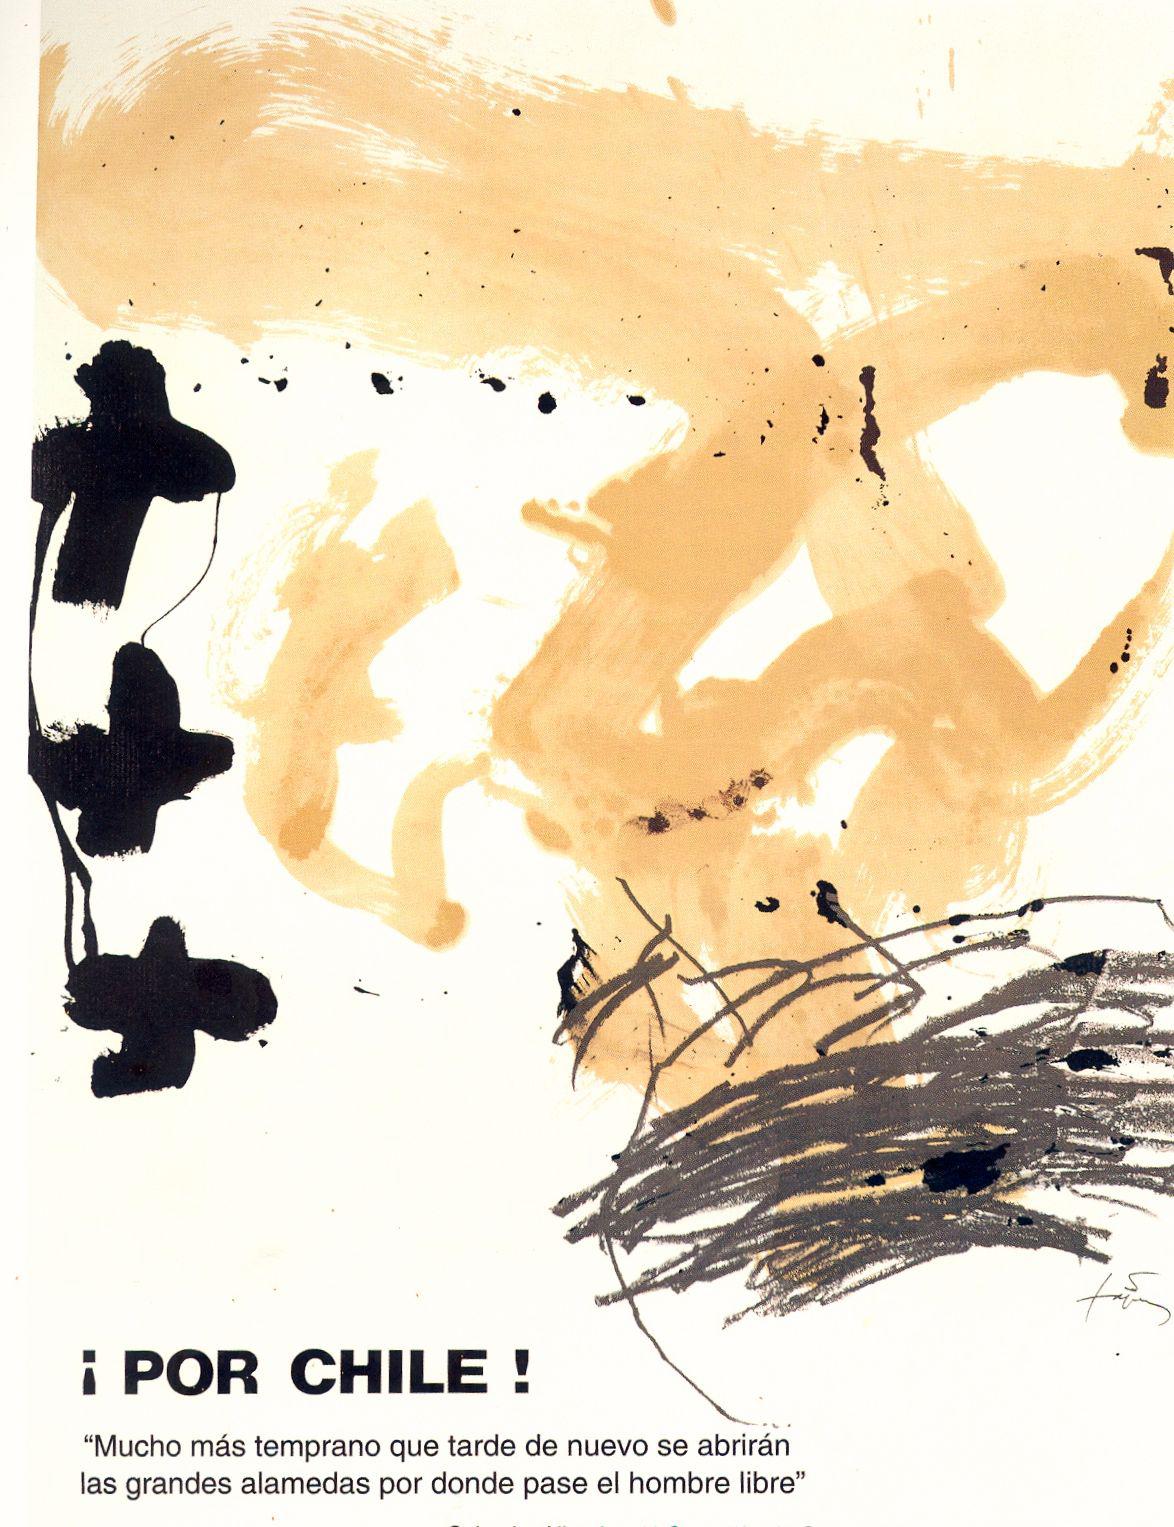 ¡ POR CHILE !
“Mucho más temprano que tarde de nuevo se abrirán
las grandes alamedas por donde pase el hombre libre”